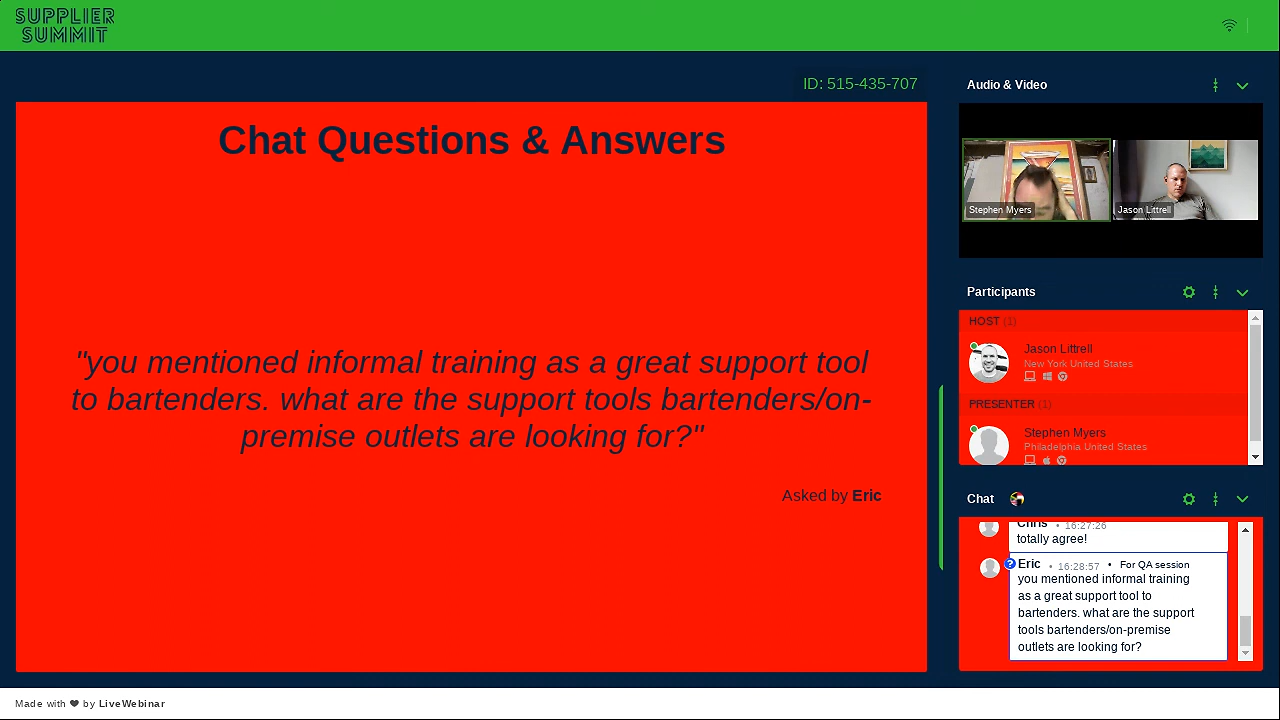 SUPPLIER
SUMMIT
ID: 515-435-707
Chat Questions & Answers
"you mentioned informal training as a great support tool
to bartenders. what are the support tools bartenders/on-
premise outlets are looking for?"
Asked by Eric
Audio & Video
Stephen Myers
Jason Littrell
Participants
HOST (1)
Jason Littrell
New York United States
PRESENTER (1)
Stephen Myers
Philadelphia United States
Chat
Chris • 16:27:26
totally agree!
? Eric • 16:28:57 • For QA session
you mentioned informal training
as a great support tool to
bartenders. what are the support
tools bartenders/on-premise
outlets are looking for?
Made with ❤ by LiveWebinar